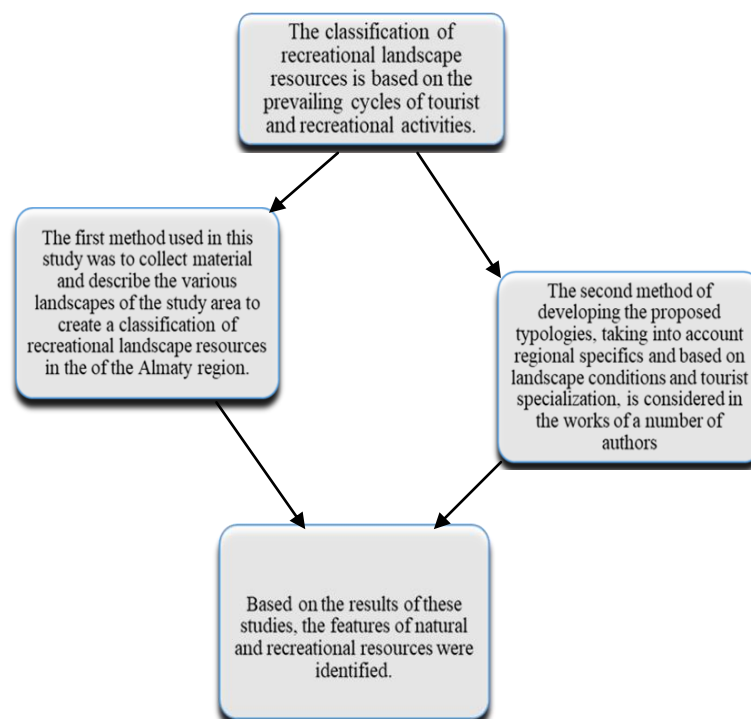 The classification of
recreational landscape
resources is based on the
prevailing cycles of tourist
and recreational activities.
The first method used in this
study was to collect material
and describe the various
landscapes of the study area to
create a classification of
recreational landscape resources
in the of the Almaty region.
The second method of
developing the proposed
typologies, taking into account
regional specifics and based on
landscape conditions and tourist
specialization, is considered in
the works of a number of
authors
Based on the results of these
studies, the features of natural
and recreational resources were
identified.